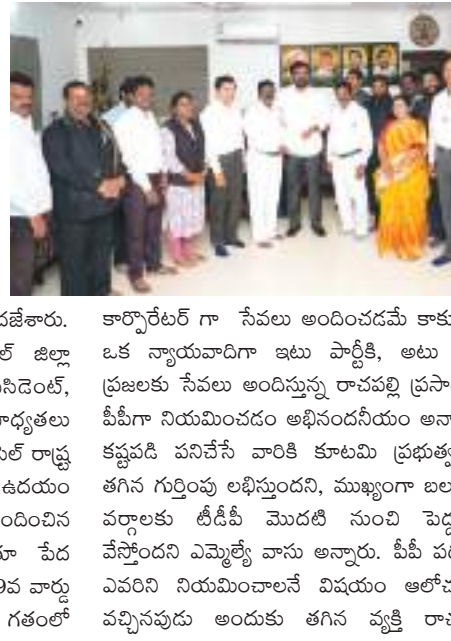 దజేశారు.
ల్ జిల్లా
సిడెంట్,
ాధ్యతలు
సిల్ రాష్ట్ర
ఉదయం
ందించిన
ూ పేద
9వ వార్డు
గతంలో
కార్పొరేటర్ గా సేవలు అందించడమే కాకు
ఒక న్యాయవాదిగా ఇటు పార్టీకి, అటు
ప్రజలకు సేవలు అందిస్తున్న రాచపల్లి ప్రసా
పీపీగా నియమించడం అభినందనీయం అన్నా
కష్టపడి పనిచేసే వారికి కూటమి ప్రభుత్వ
తగిన గుర్తింపు లభిస్తుందని, ముఖ్యంగా బల
వర్గాలకు టీడీపీ మొదటి నుంచి పెద్ద
వేస్తోందని ఎమ్మెల్యే వాసు అన్నారు. పీపీ పద
ఎవరిని నియమించాలనే విషయం ఆలోచ
వచ్చినపుడు అందుకు తగిన వ్యక్తి రాచ